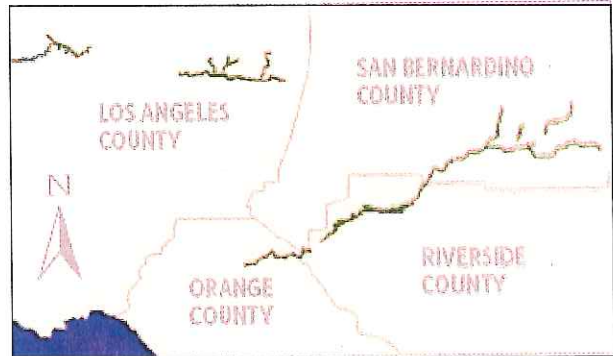 SAN BERNARDINO
COUNTY
LOS ANGELES
COUNTY
N
RIVERSIDE
COUNTY
ORANGE
COUNTY